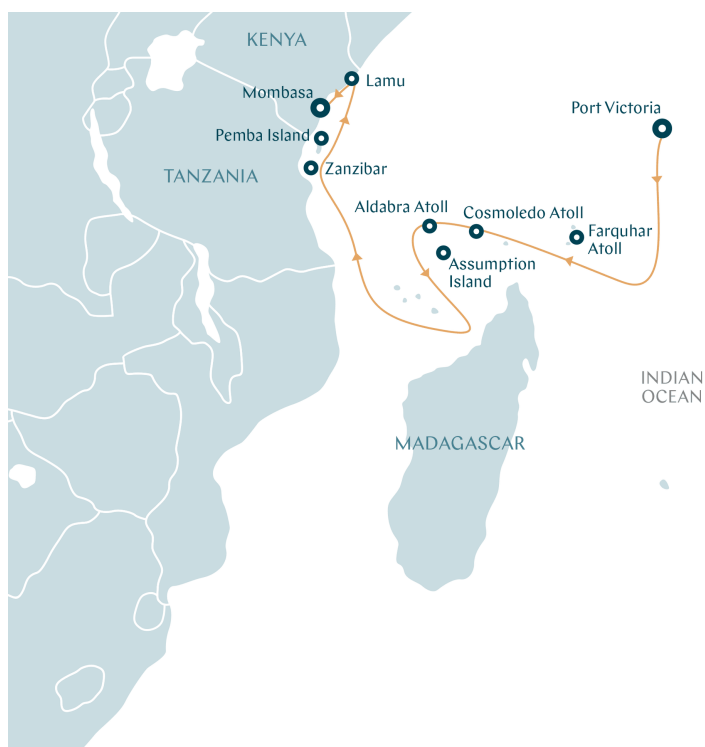 KENYA
Lamu
Mombasa
Port Victoria
Pemba Island
Zanzibar
TANZANIA
Aldabra Atoll
Cosmoledo Atoll
Farquhar
Atoll
Assumption
Island
INDIAN
OCEAN
MADAGASCAR